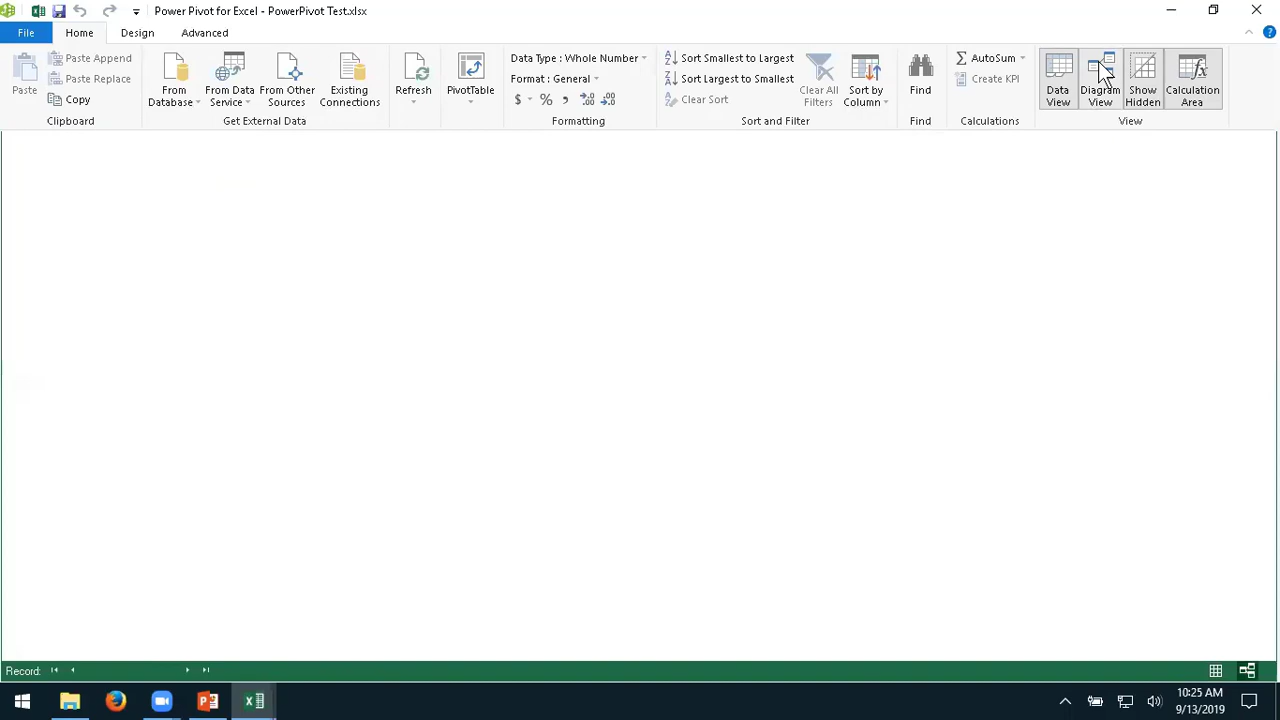 Power Pivot for Excel - PowerPivot Test.xlsx
File Home Design Advanced
Paste
Paste Append
Paste Replace
Copy
Clipboard
From Database
From Data Service
From Other Sources
Existing Connections
Get External Data
Refresh
PivotTable
Data Type : Whole Number
Format : General
$ % ,
Formatting
Sort Smallest to Largest
Sort Largest to Smallest
Clear Sort
Clear All Filters
Sort by Column
Sort and Filter
Find
Find
AutoSum
Create KPI
Calculations
Data View
Diagram View
Show Hidden
Calculation Area
View
Record:
10:25 AM
9/13/2019